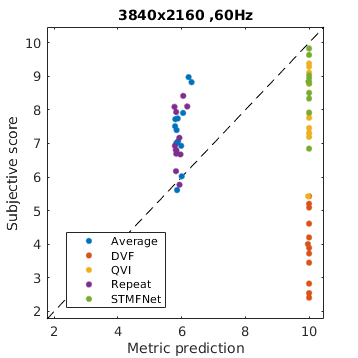 3840x2160 ,60Hz
Subjective score
10
9
8
7
6
5
4
3
2
Average
DVF
QVI
Repeat
STMFNet
2 4 6 8 10
Metric prediction